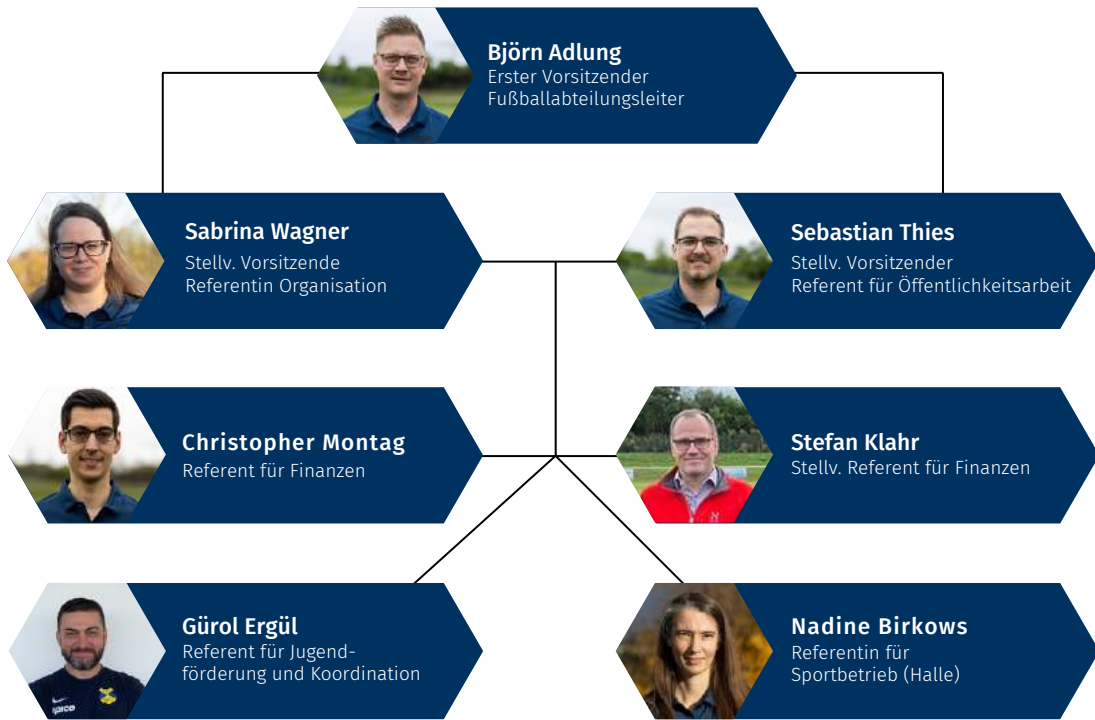 Björn Adlung
Erster Vorsitzender
Fußballabteilungsleiter
Sabrina Wagner
Stellv. Vorsitzende
Referentin Organisation
Sebastian Thies
Stellv. Vorsitzender
Referent für Öffentlichkeitsarbeit
Christopher Montag
Referent für Finanzen
Stefan Klahr
Stellv. Referent für Finanzen
Gürol Ergül
Referent für Jugend-
förderung und Koordination
Nadine Birkows
Referentin für
Sportbetrieb (Halle)